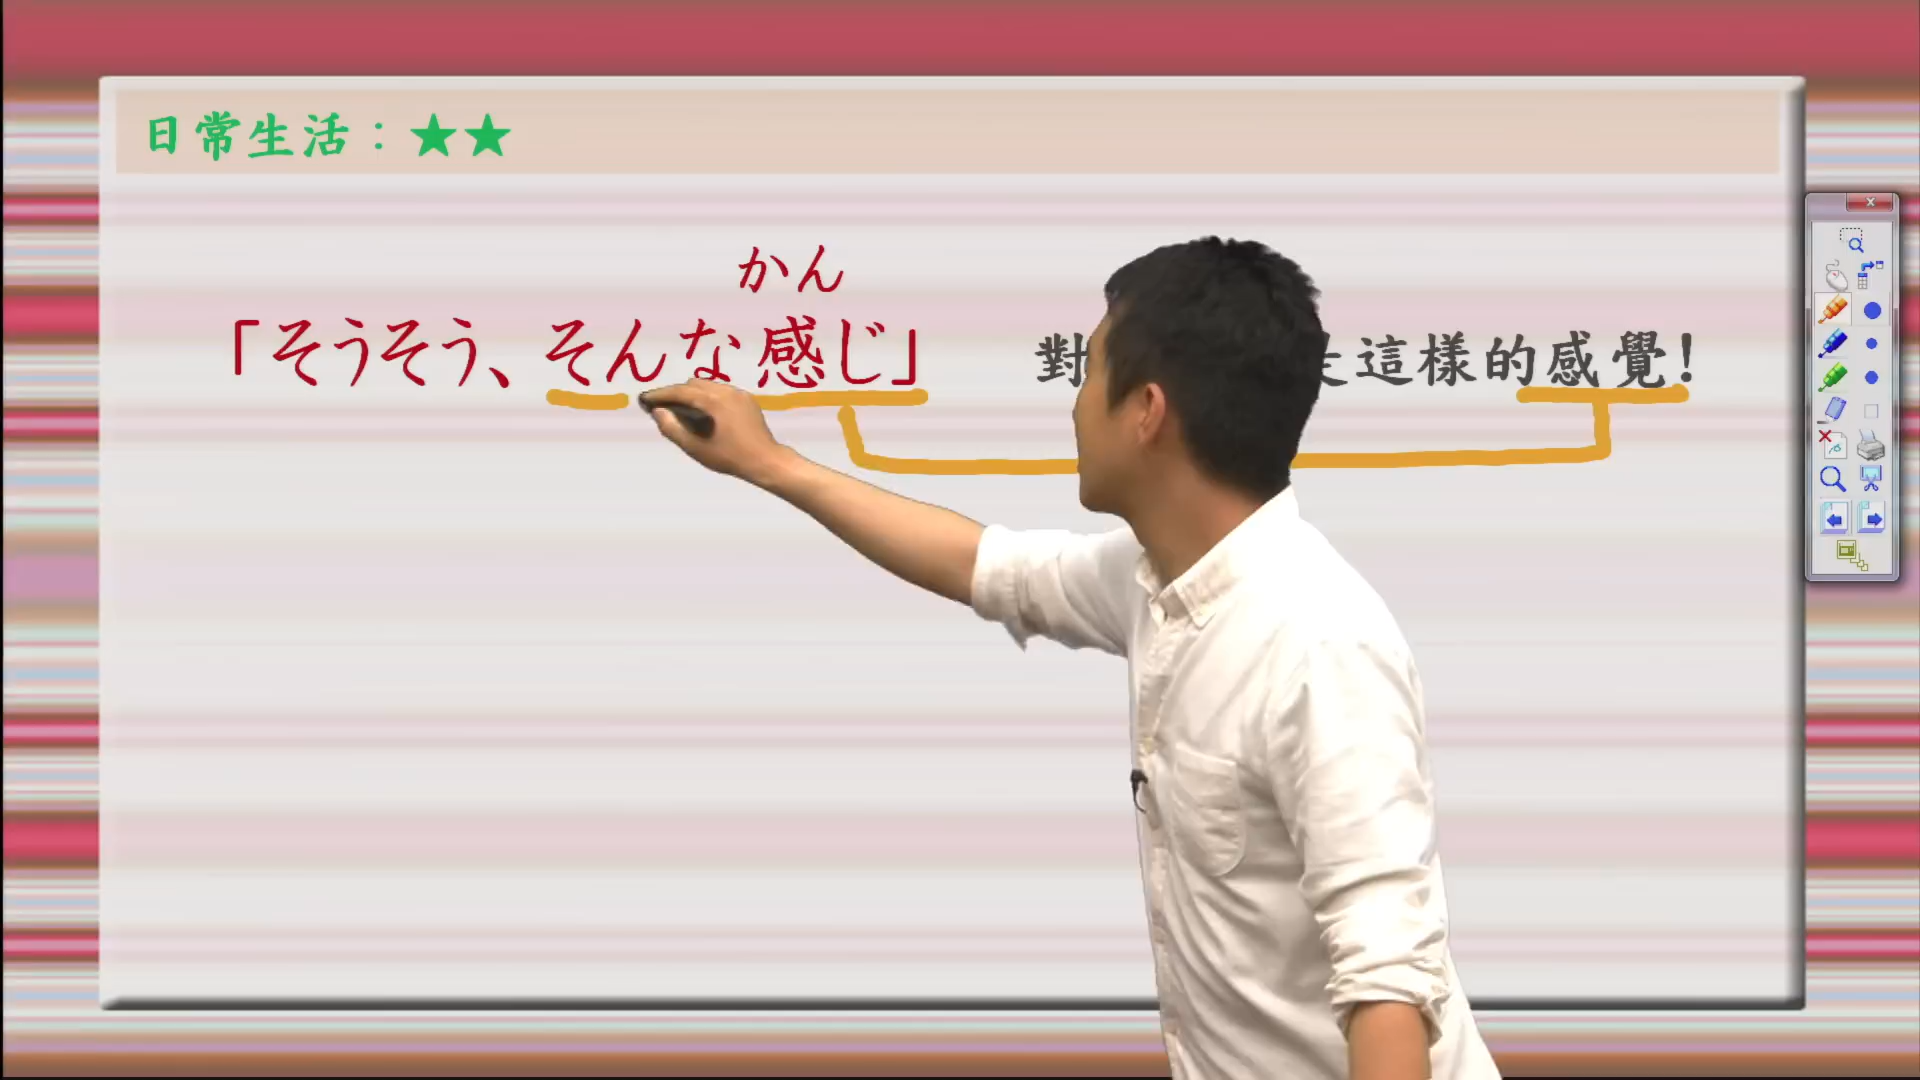 日常生活：★★
かん
「そうそう、そんな感じ」 對 這樣的感覺！